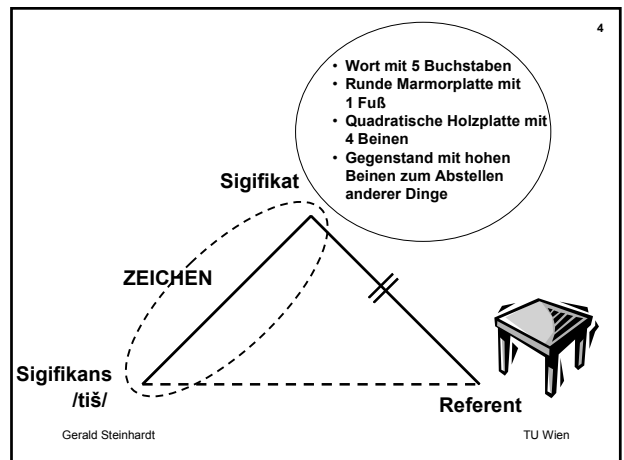 4
• Wort mit 5 Buchstaben
• Runde Marmorplatte mit
1 Fuß
• Quadratische Holzplatte mit
4 Beinen
• Gegenstand mit hohen
Beinen zum Abstellen
anderer Dinge
Sigifikat
ZEICHEN
Sigifikans
/tiš/
Referent
Gerald Steinhardt
TU Wien